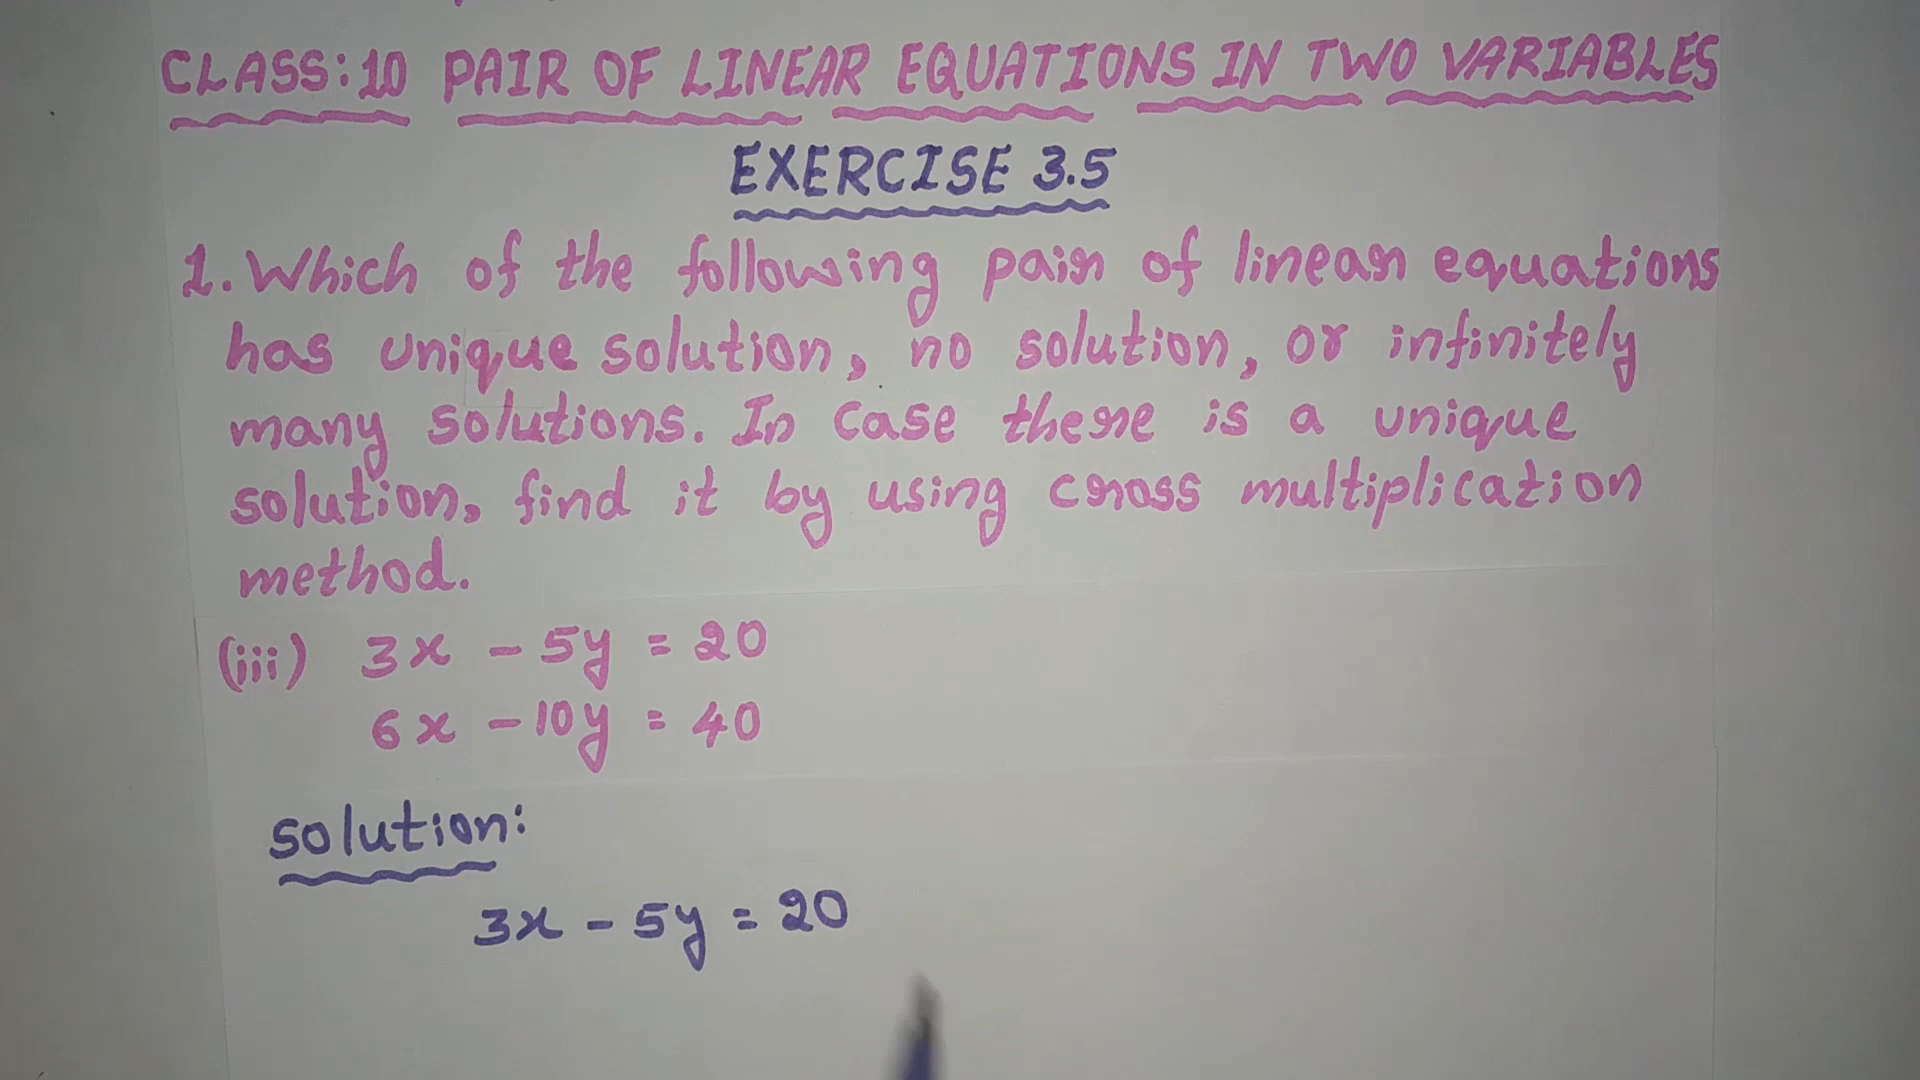 CLASS:10 PAIR OF LINEAR EQUATIONS IN TWO VARIABLES
EXERCISE 3.5
1. Which of the following pair of linear equations
has unique solution, no solution, or infinitely
many solutions. In case there is a unique
solution, find it by using cross multiplication
method.
(iii) 3x - 5y = 20
6x - 10y = 40
Solution:
3x - 5y = 20